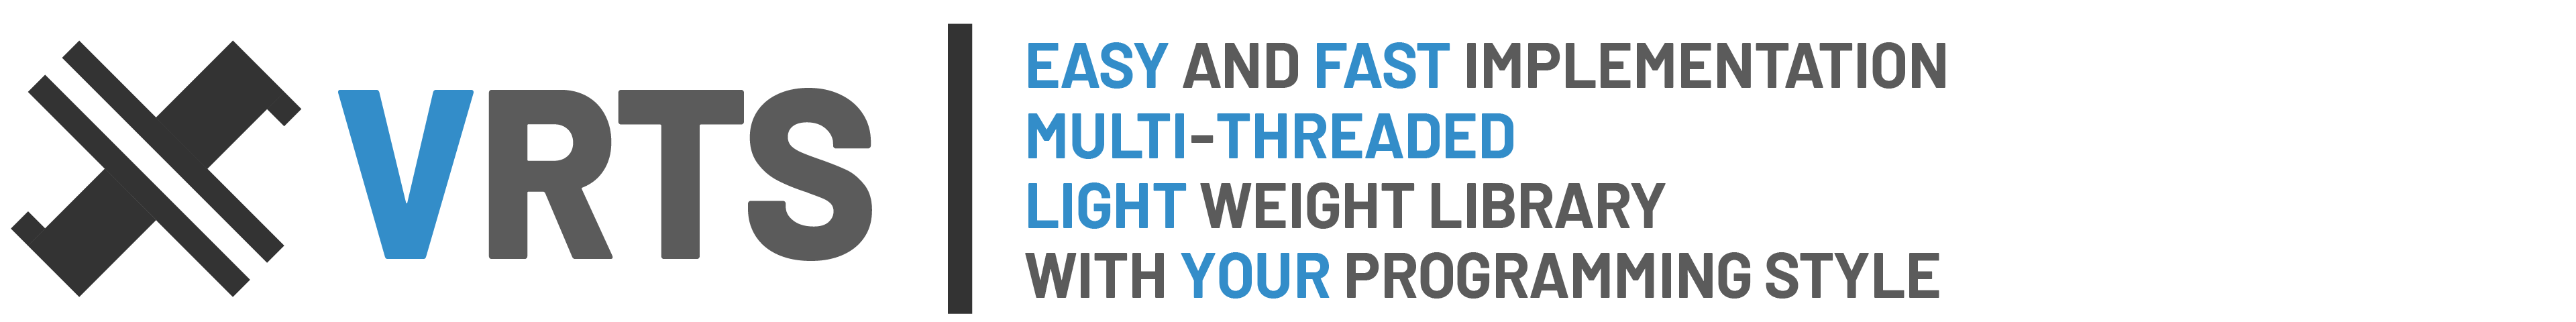 VRTS
EASY AND FAST IMPLEMENTATION
MULTI-THREADED
LIGHT WEIGHT LIBRARY
WITH YOUR PROGRAMMING STYLE